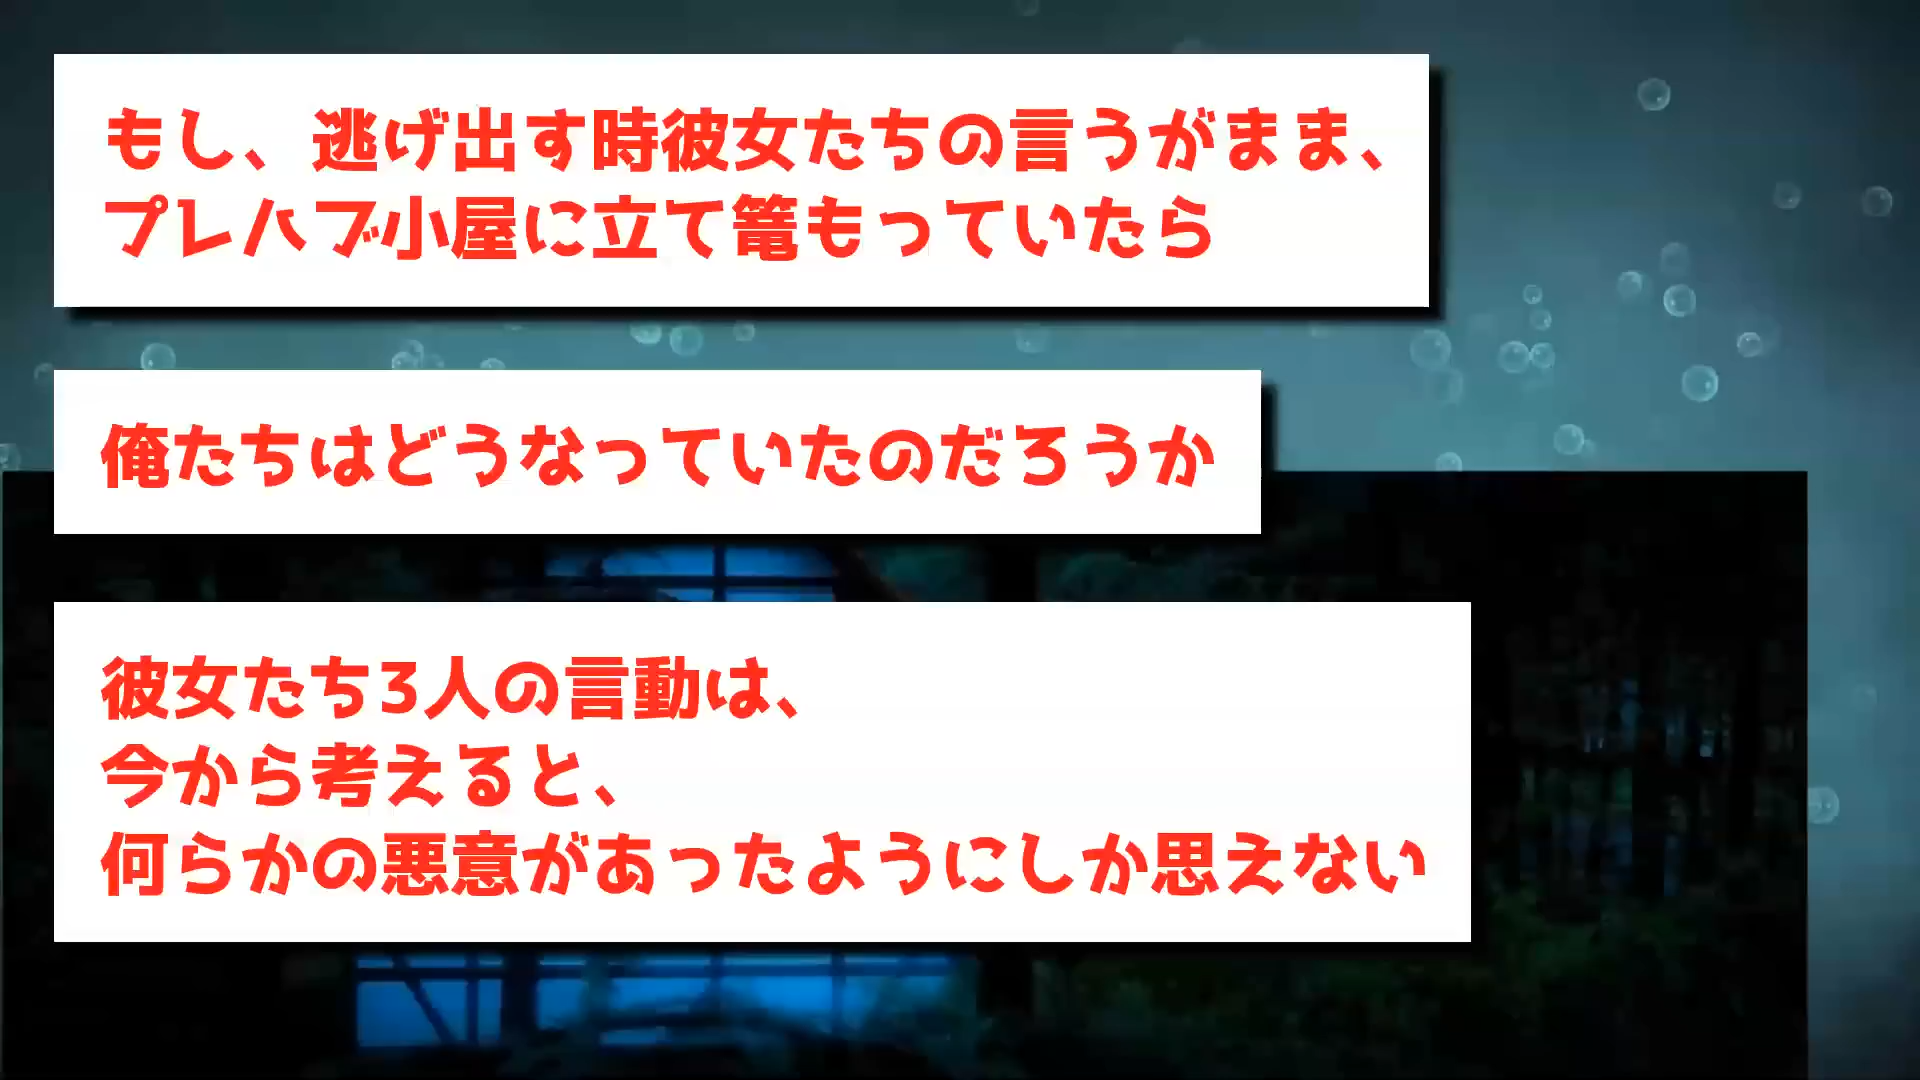 もし、逃げ出す時彼女たちの言うがまま、
プレハブ小屋に立て篭もっていたら
俺たちはどうなっていたのだろうか
彼女たち3人の言動は、
今から考えると、
何らかの悪意があったようにしか思えない